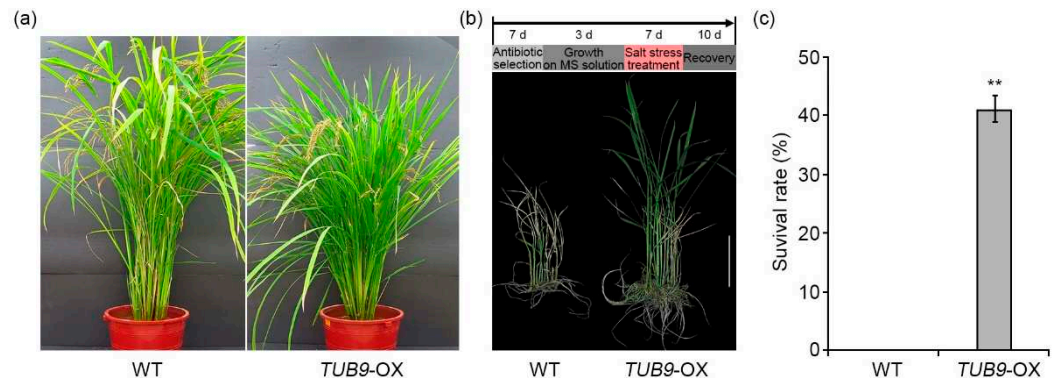 (a)
WT
TUB9-OX
(b)
7 d 3 d 7 d 10 d
Antibiotic selection
Growth on MS solution
Salt stress treatment
Recovery
WT
TUB9-OX
(c)
Suvival rate (%)
50
40
30
20
10
0
**
WT
TUB9-OX